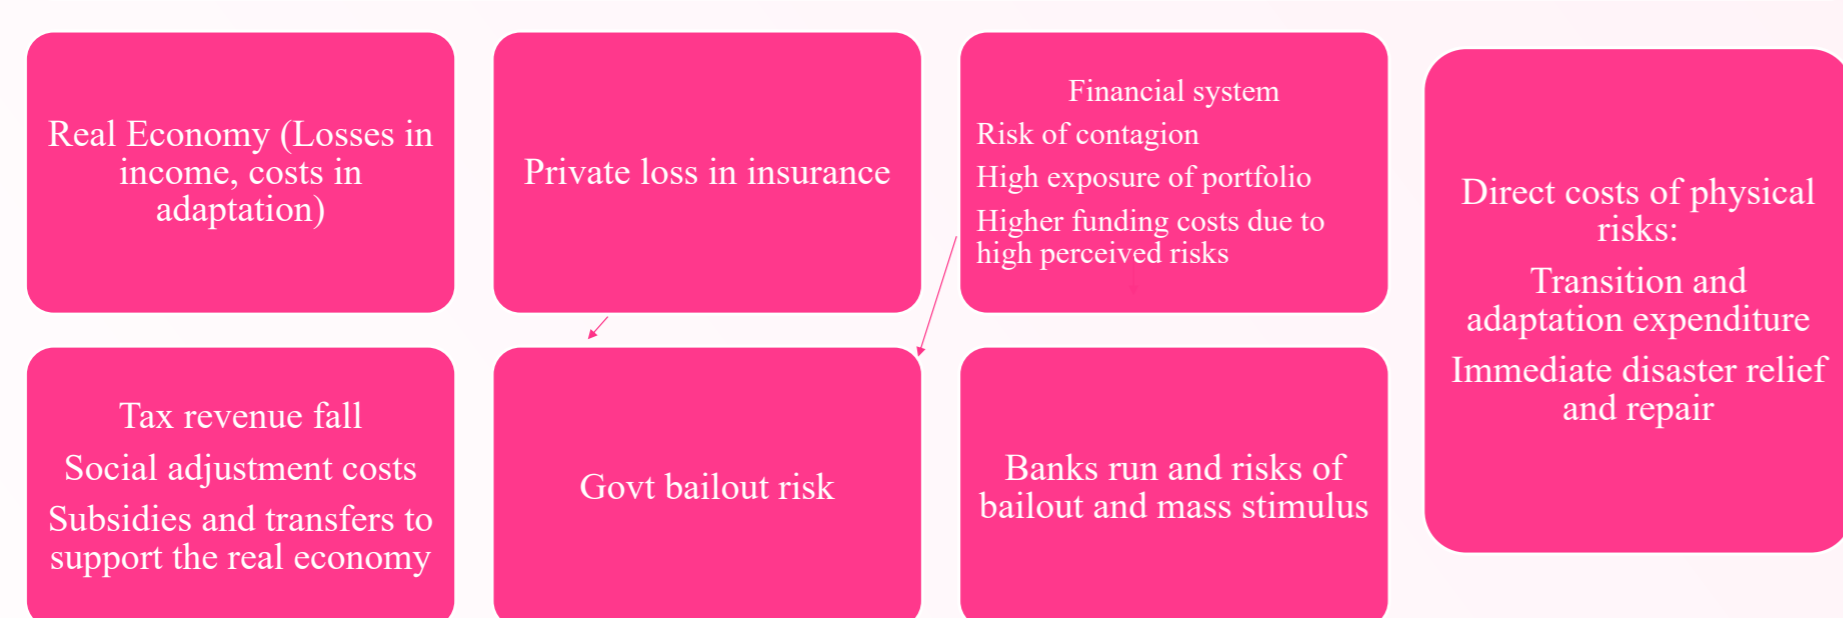 Real Economy (Losses in
income, costs in
adaptation)
Private loss in insurance
Financial system
Risk of contagion
High exposure of portfolio
Higher funding costs due to
high perceived risks
Direct costs of physical
risks:
Transition and
adaptation expenditure
Immediate disaster relief
and repair
Tax revenue fall
Social adjustment costs
Subsidies and transfers to
support the real economy
Govt bailout risk
Banks run and risks of
bailout and mass stimulus